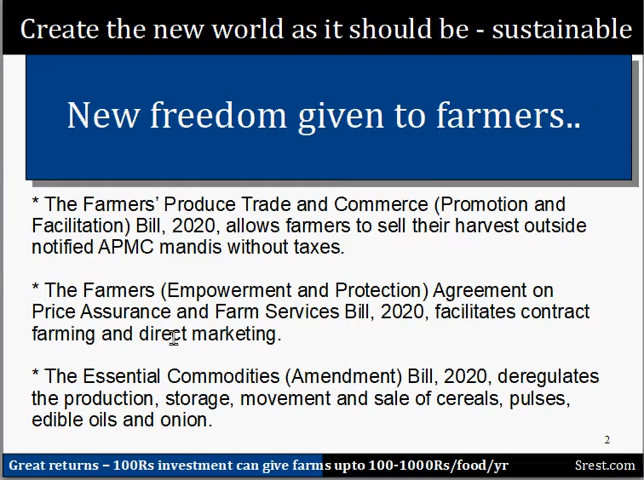 Create the new world as it should be - sustainable
New freedom given to farmers..
* The Farmers' Produce Trade and Commerce (Promotion and
Facilitation) Bill, 2020, allows farmers to sell their harvest outside
notified APMC mandis without taxes.
* The Farmers (Empowerment and Protection) Agreement on
Price Assurance and Farm Services Bill, 2020, facilitates contract
farming and direct marketing.
* The Essential Commodities (Amendment) Bill, 2020, deregulates
the production, storage, movement and sale of cereals, pulses,
edible oils and onion.
2
Great returns – 100Rs investment can give farms upto 100-1000Rs/food/yr
Srest.com